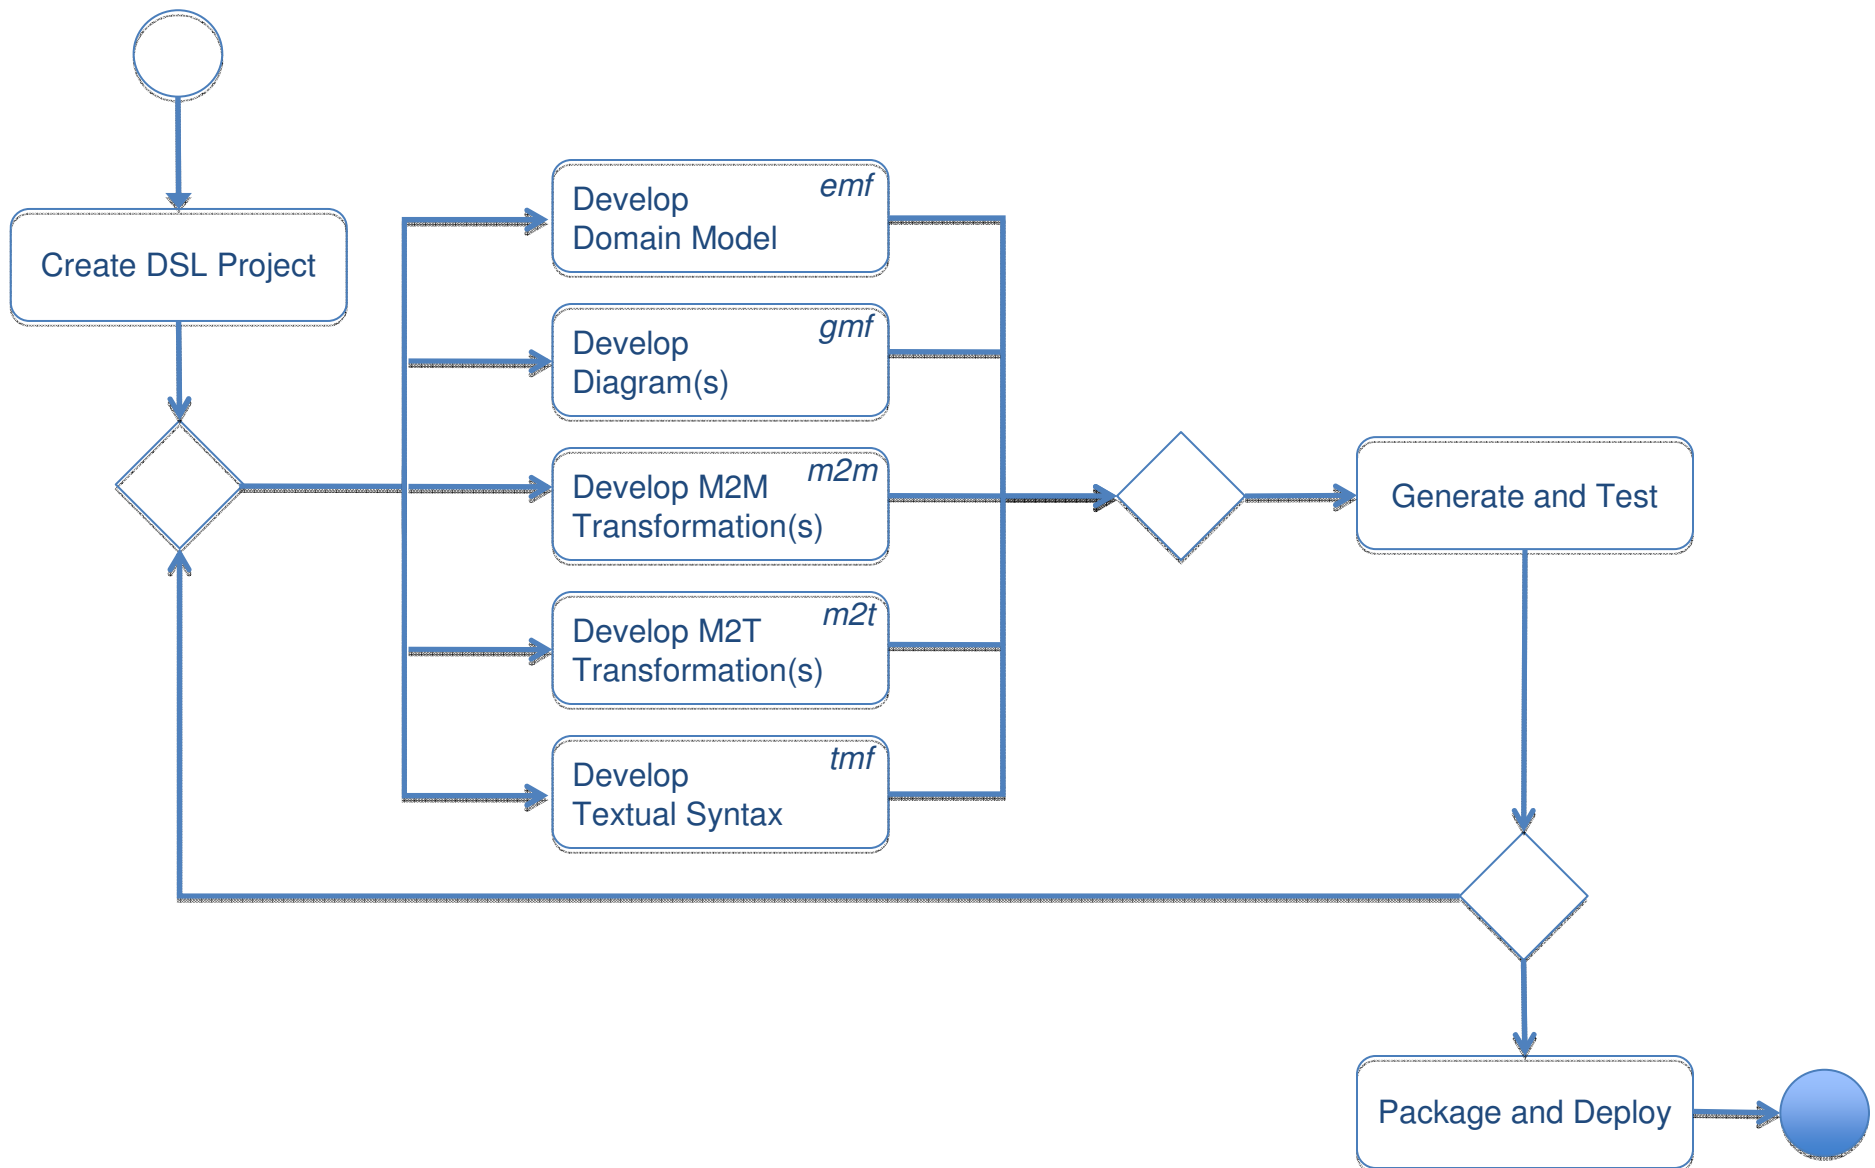 Create DSL Project
emf
Develop
Domain Model
gmf
Develop
Diagram(s)
m2m
Develop M2M
Transformation(s)
m2t
Develop M2T
Transformation(s)
tmf
Develop
Textual Syntax
Generate and Test
Package and Deploy